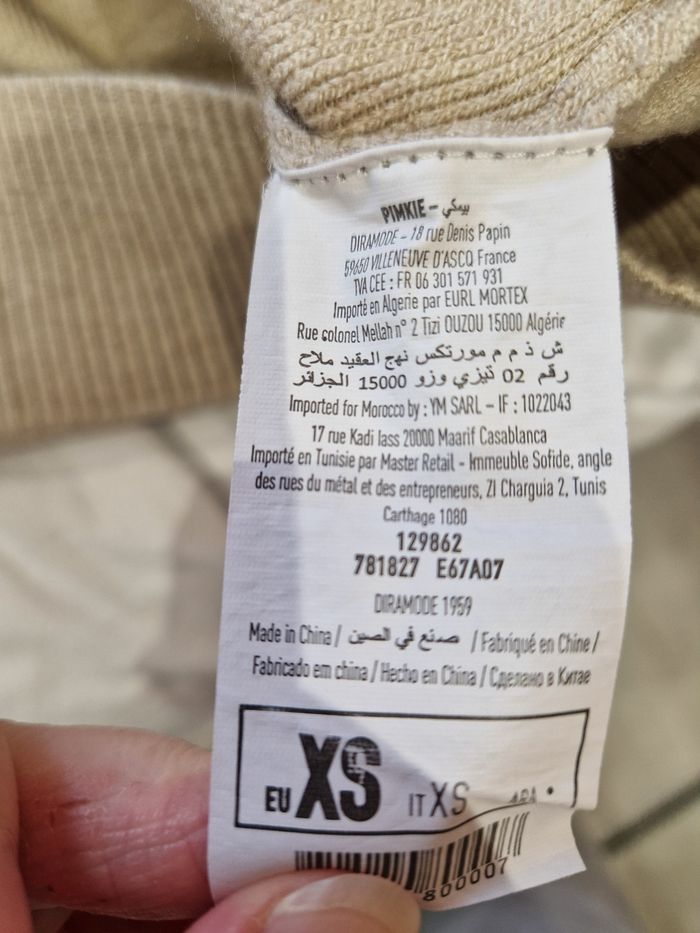 PIMKIE – بيمكي
DIRAMODE – 18 rue Denis Papin
59650 VILLENEUVE D'ASCQ France
TVA CEE : FR 06 301 571 931
Importé en Algerie par EURL MORTEX
Rue colonel Mellah n° 2 Tizi OUZOU 15000 Algérie
ش ذ م م مورتكس نهج العقيد ملاح
رقم 02 تيزي وزو 15000 الجزائر
Imported for Morocco by : YM SARL – IF : 1022043
17 rue Kadi Iass 20000 Maarif Casablanca
Importé en Tunisie par Master Retail - Immeuble Sofide, angle
des rues du métal et des entrepreneurs, ZI Charguia 2, Tunis
Carthage 1080
129862
781827 E67A07
DIRAMODE 1959
Made in China / صنع في الصين / Fabriqué en Chine /
Fabricado em china / Hecho en China / Сделано в Китае
EU XS IT XS
800007